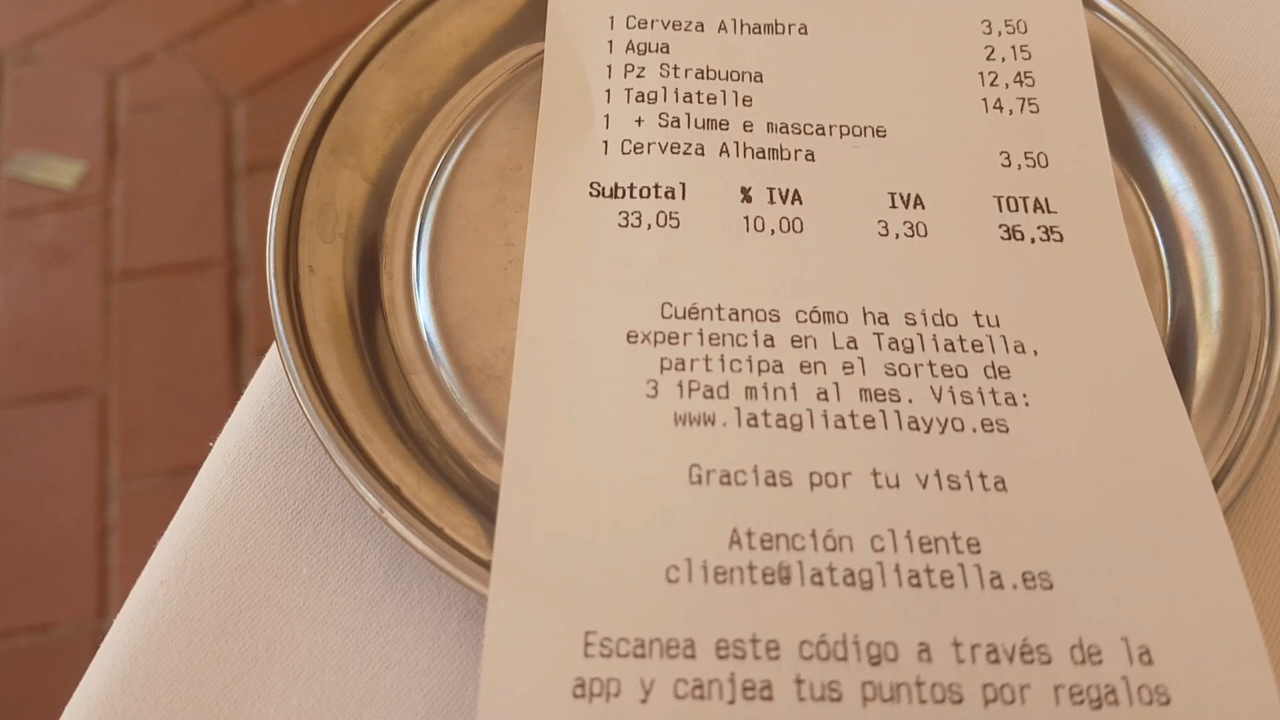 1 Cerveza Alhambra 3,50
1 Agua 2,15
1 Pz Strabuona 12,45
1 Tagliatelle 14,75
1 + Salume e mascarpone
1 Cerveza Alhambra 3,50
Subtotal % IVA IVA TOTAL
33,05 10,00 3,30 36,35
Cuéntanos cómo ha sido tu
experiencia en La Tagliatella,
participa en el sorteo de
3 iPad mini al mes. Visita:
www.latagliatellayyo.es
Gracias por tu visita
Atención cliente
cliente@latagliatella.es
Escanea este código a través de la
app y canjea tus puntos por regalos